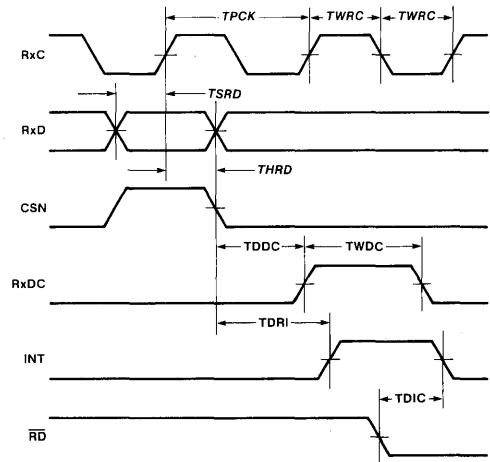 TPCK TWRC TWRC
RxC
TSRD
RxD
THRD
CSN
TDDC TWDC
RxDC
TDRI
INT
TDIC
RD